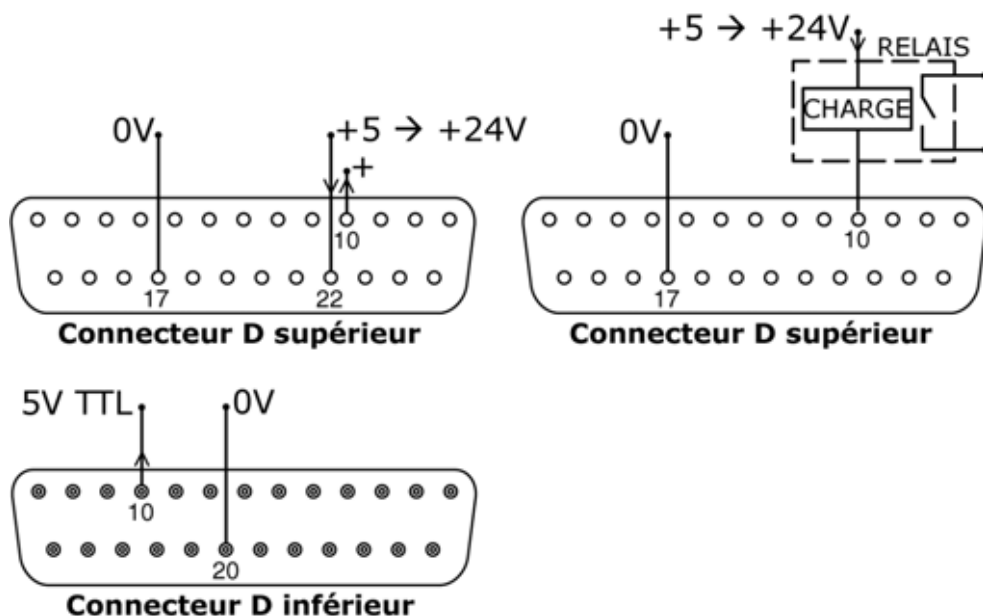 0V
+5 → +24V
+
10
17
22
Connecteur D supérieur
+5 → +24V
RELAIS
CHARGE
0V
10
17
Connecteur D supérieur
5V TTL
0V
10
20
Connecteur D inférieur